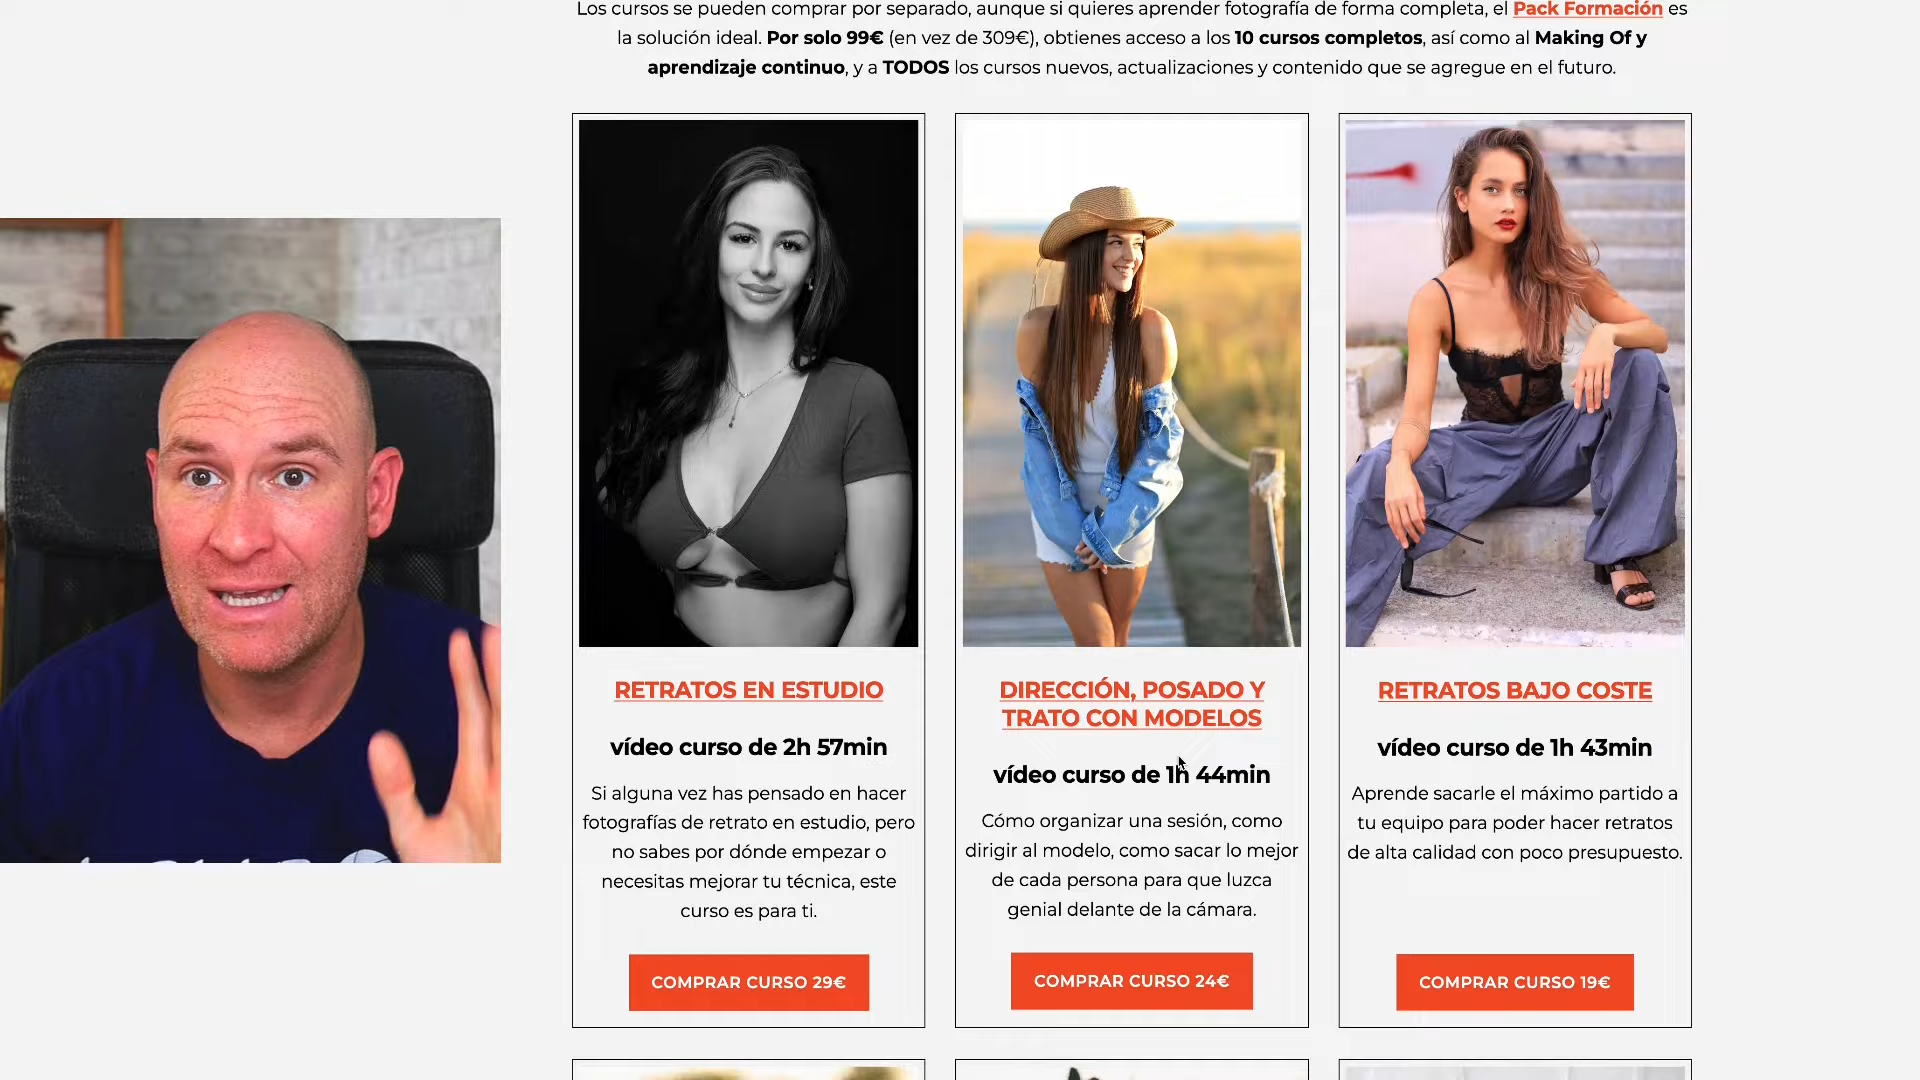 Los cursos se pueden comprar por separado, aunque si quieres aprender fotografía de forma completa, el Pack Formación es
la solución ideal. Por solo 99€ (en vez de 309€), obtienes acceso a los 10 cursos completos, así como al Making Of y
aprendizaje continuo, y a TODOS los cursos nuevos, actualizaciones y contenido que se agregue en el futuro.
RETRATOS EN ESTUDIO
vídeo curso de 2h 57min
Si alguna vez has pensado en hacer
fotografías de retrato en estudio, pero
no sabes por dónde empezar o
necesitas mejorar tu técnica, este
curso es para ti.
COMPRAR CURSO 29€
DIRECCIÓN, POSADO Y
TRATO CON MODELOS
vídeo curso de 1h 44min
Cómo organizar una sesión, como
dirigir al modelo, como sacar lo mejor
de cada persona para que luzca
genial delante de la cámara.
COMPRAR CURSO 24€
RETRATOS BAJO COSTE
vídeo curso de 1h 43min
Aprende sacarle el máximo partido a
tu equipo para poder hacer retratos
de alta calidad con poco presupuesto.
COMPRAR CURSO 19€